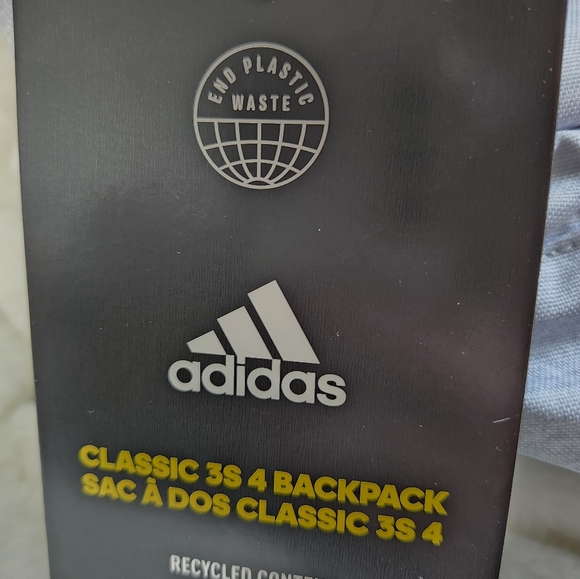 END PLASTIC
WASTE
adidas
CLASSIC 3S 4 BACKPACK
SAC À DOS CLASSIC 3S 4
RECYCLED